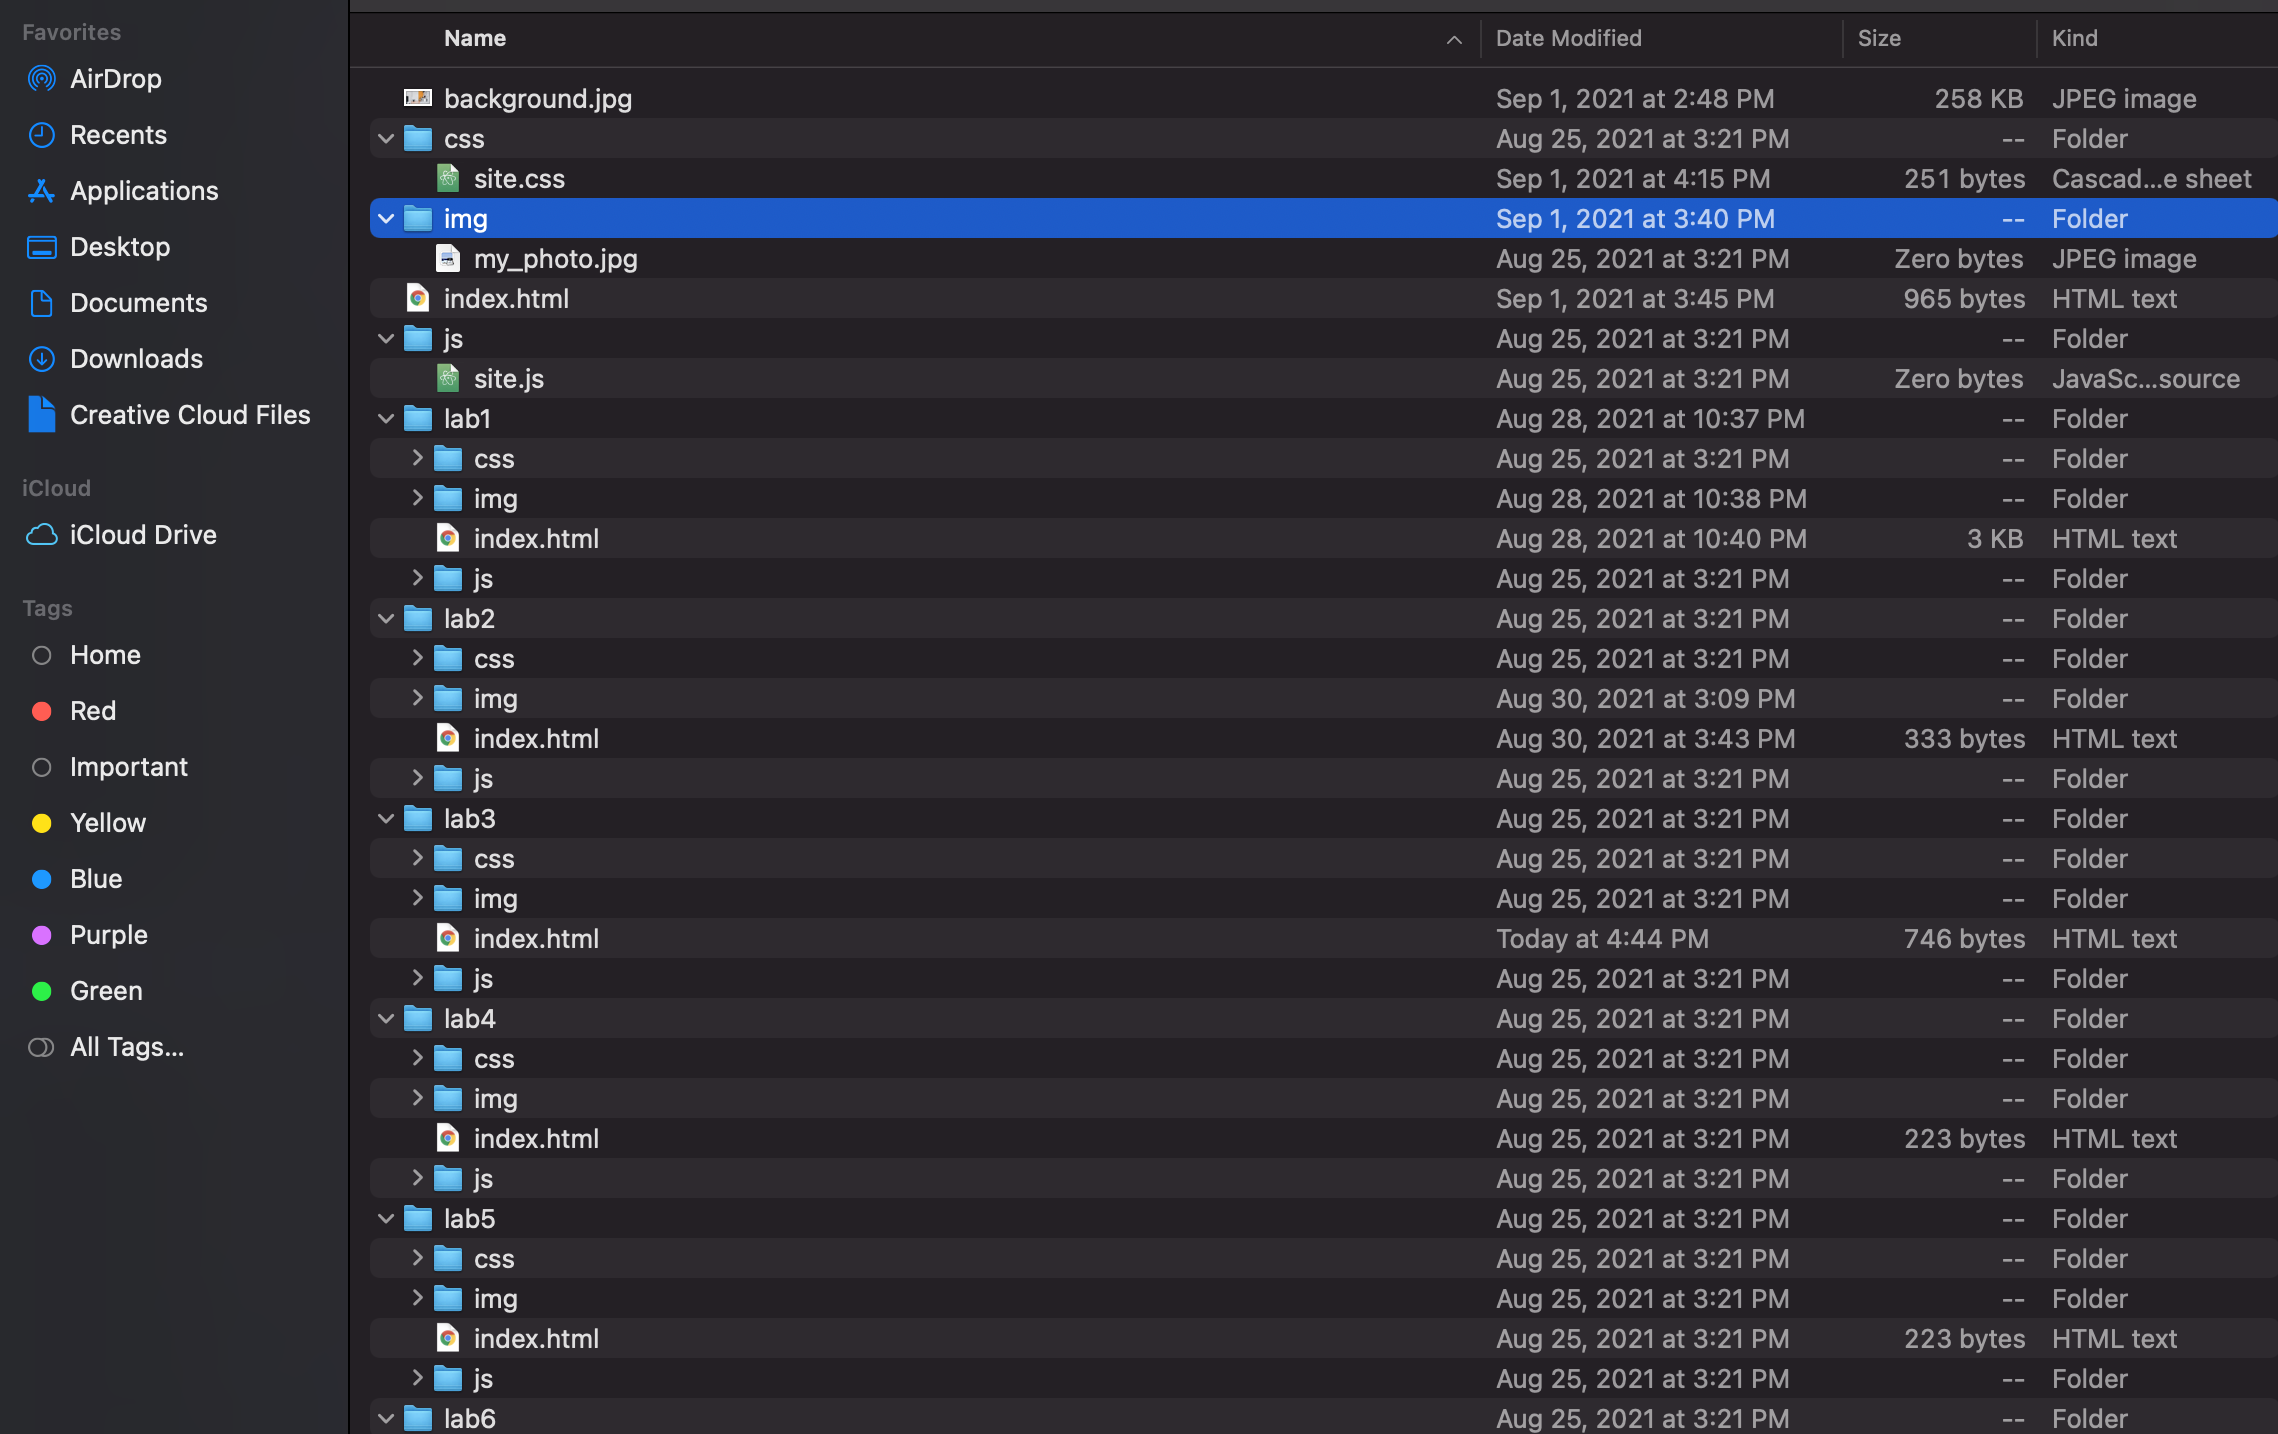 Favorites
AirDrop
Recents
Applications
Desktop
Documents
Downloads
Creative Cloud Files
iCloud
iCloud Drive
Tags
Home
Red
Important
Yellow
Blue
Purple
Green
All Tags...
Name Date Modified Size Kind
background.jpg Sep 1, 2021 at 2:48 PM 258 KB JPEG image
css Aug 25, 2021 at 3:21 PM -- Folder
site.css Sep 1, 2021 at 4:15 PM 251 bytes Cascad...e sheet
img Sep 1, 2021 at 3:40 PM -- Folder
my_photo.jpg Aug 25, 2021 at 3:21 PM Zero bytes JPEG image
index.html Sep 1, 2021 at 3:45 PM 965 bytes HTML text
js Aug 25, 2021 at 3:21 PM -- Folder
site.js Aug 25, 2021 at 3:21 PM Zero bytes JavaSc...source
lab1 Aug 28, 2021 at 10:37 PM -- Folder
css Aug 25, 2021 at 3:21 PM -- Folder
img Aug 28, 2021 at 10:38 PM -- Folder
index.html Aug 28, 2021 at 10:40 PM 3 KB HTML text
js Aug 25, 2021 at 3:21 PM -- Folder
lab2 Aug 25, 2021 at 3:21 PM -- Folder
css Aug 25, 2021 at 3:21 PM -- Folder
img Aug 30, 2021 at 3:09 PM -- Folder
index.html Aug 30, 2021 at 3:43 PM 333 bytes HTML text
js Aug 25, 2021 at 3:21 PM -- Folder
lab3 Aug 25, 2021 at 3:21 PM -- Folder
css Aug 25, 2021 at 3:21 PM -- Folder
img Aug 25, 2021 at 3:21 PM -- Folder
index.html Today at 4:44 PM 746 bytes HTML text
js Aug 25, 2021 at 3:21 PM -- Folder
lab4 Aug 25, 2021 at 3:21 PM -- Folder
css Aug 25, 2021 at 3:21 PM -- Folder
img Aug 25, 2021 at 3:21 PM -- Folder
index.html Aug 25, 2021 at 3:21 PM 223 bytes HTML text
js Aug 25, 2021 at 3:21 PM -- Folder
lab5 Aug 25, 2021 at 3:21 PM -- Folder
css Aug 25, 2021 at 3:21 PM -- Folder
img Aug 25, 2021 at 3:21 PM -- Folder
index.html Aug 25, 2021 at 3:21 PM 223 bytes HTML text
js Aug 25, 2021 at 3:21 PM -- Folder
lab6 Aug 25, 2021 at 3:21 PM -- Folder